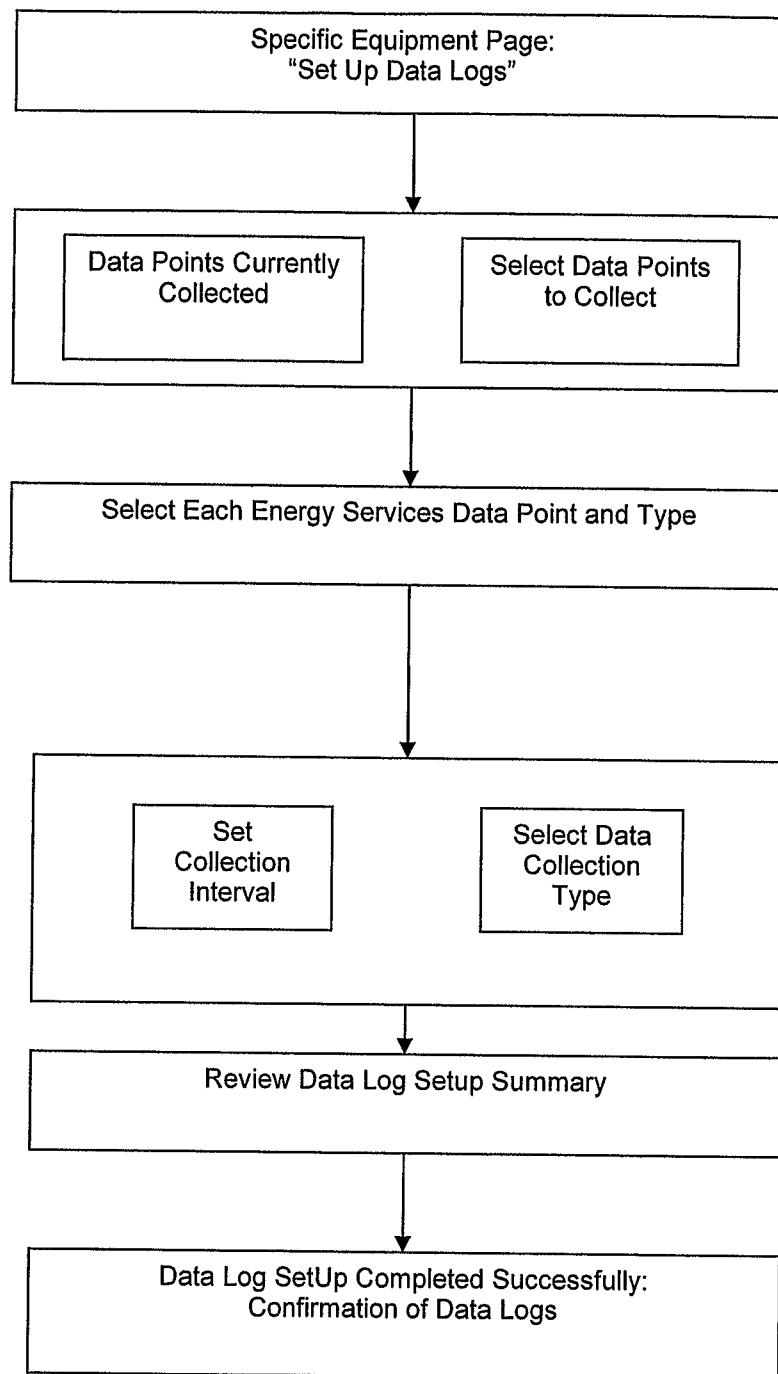 Specific Equipment Page:
“Set Up Data Logs”
Data Points Currently
Collected
Select Data Points
to Collect
Select Each Energy Services Data Point and Type
Set
Collection
Interval
Select Data
Collection
Type
Review Data Log Setup Summary
Data Log SetUp Completed Successfully:
Confirmation of Data Logs